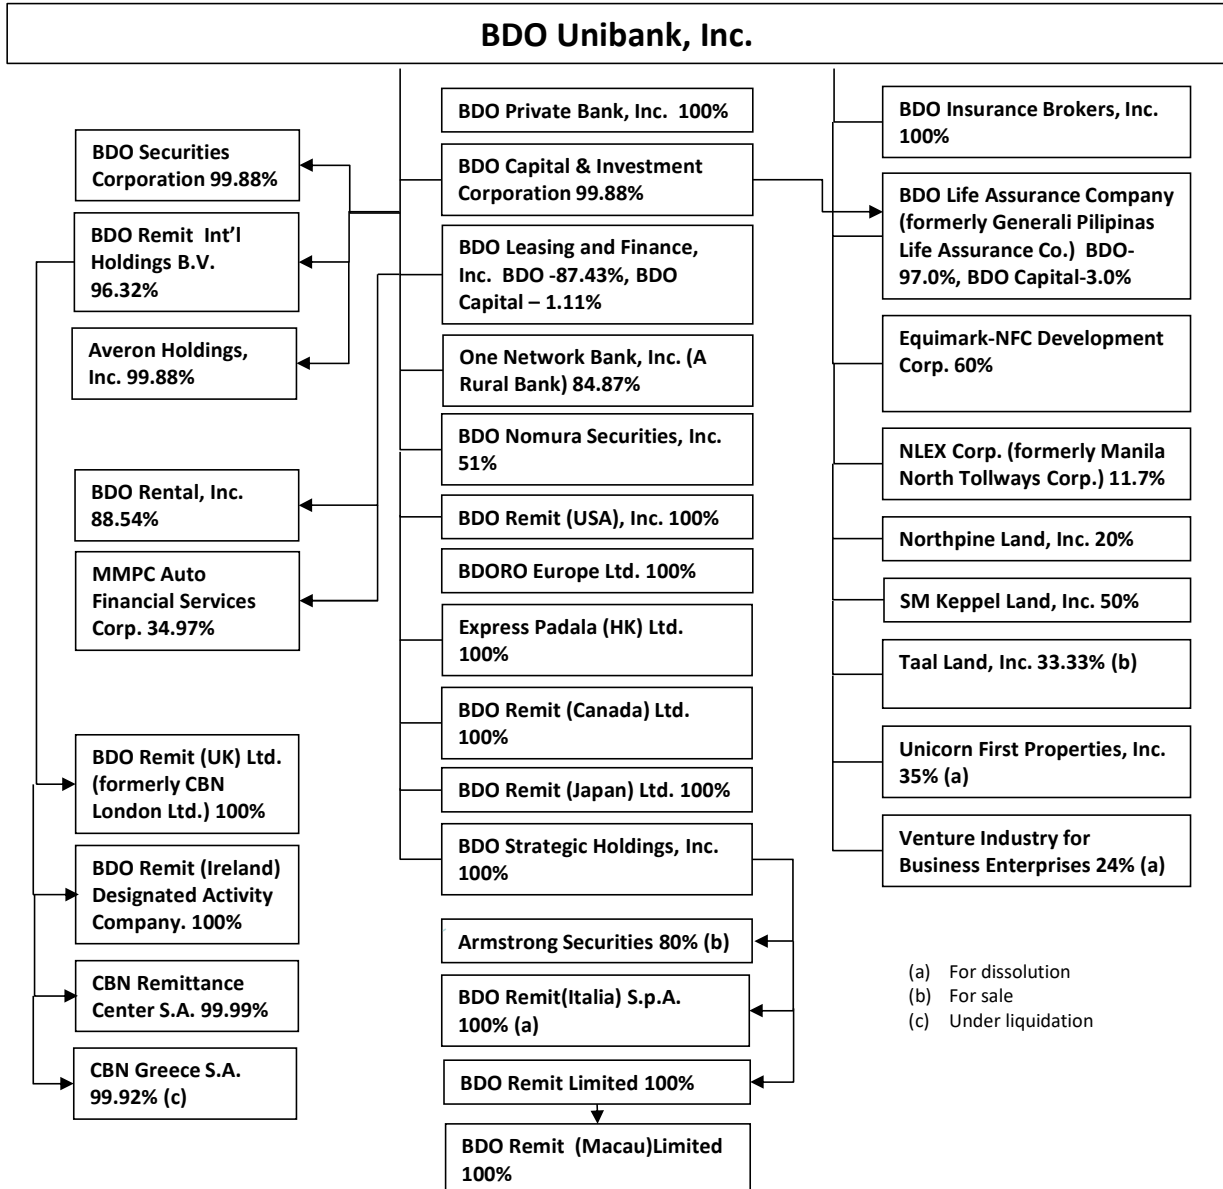 BDO Unibank, Inc.
BDO Securities
Corporation 99.88%
BDO Remit Int’l
Holdings B.V.
96.32%
Averon Holdings,
Inc. 99.88%
BDO Rental, Inc.
88.54%
MMPC Auto
Financial Services
Corp. 34.97%
BDO Remit (UK) Ltd.
(formerly CBN
London Ltd.) 100%
BDO Remit (Ireland)
Designated Activity
Company. 100%
CBN Remittance
Center S.A. 99.99%
CBN Greece S.A.
99.92% (c)
BDO Private Bank, Inc. 100%
BDO Capital & Investment
Corporation 99.88%
BDO Leasing and Finance,
Inc. BDO -87.43%, BDO
Capital – 1.11%
One Network Bank, Inc. (A
Rural Bank) 84.87%
BDO Nomura Securities, Inc.
51%
BDO Remit (USA), Inc. 100%
BDORO Europe Ltd. 100%
Express Padala (HK) Ltd.
100%
BDO Remit (Canada) Ltd.
100%
BDO Remit (Japan) Ltd. 100%
BDO Strategic Holdings, Inc.
100%
Armstrong Securities 80% (b)
BDO Remit(Italia) S.p.A.
100% (a)
BDO Remit Limited 100%
BDO Remit (Macau)Limited
100%
BDO Insurance Brokers, Inc.
100%
BDO Life Assurance Company
(formerly Generali Pilipinas
Life Assurance Co.) BDO-
97.0%, BDO Capital-3.0%
Equimark-NFC Development
Corp. 60%
NLEX Corp. (formerly Manila
North Tollways Corp.) 11.7%
Northpine Land, Inc. 20%
SM Keppel Land, Inc. 50%
Taal Land, Inc. 33.33% (b)
Unicorn First Properties, Inc.
35% (a)
Venture Industry for
Business Enterprises 24% (a)
(a) For dissolution
(b) For sale
(c) Under liquidation